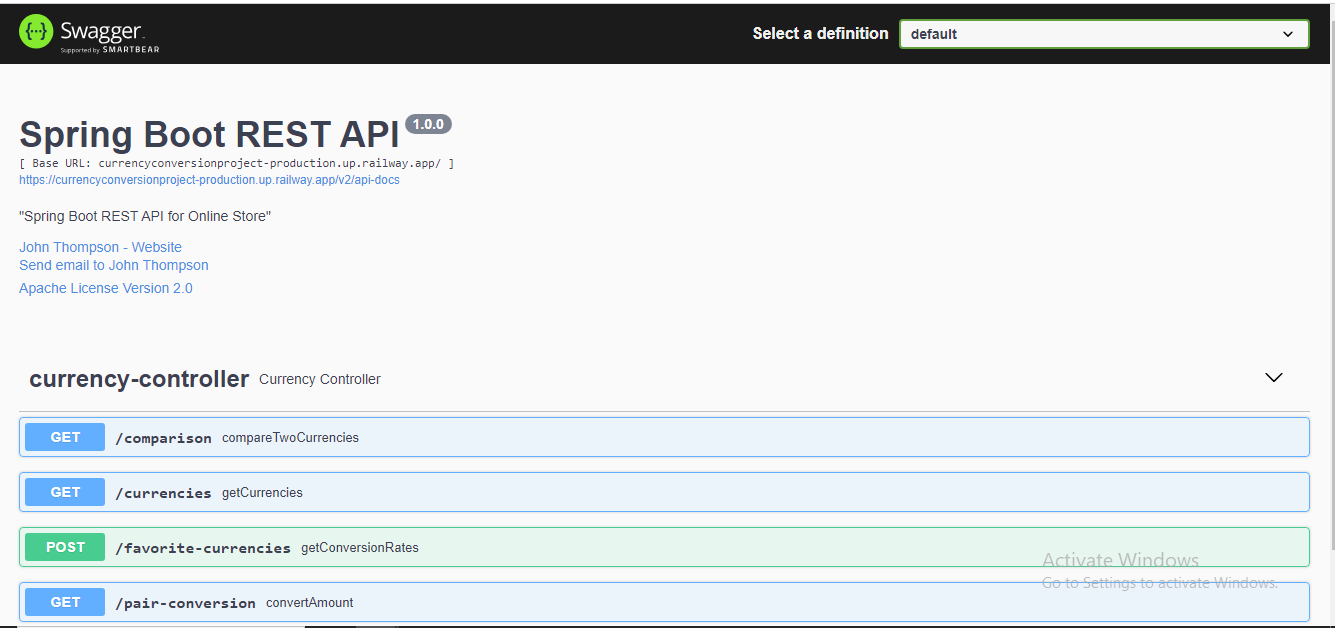 Swagger
Supported by SMARTBEAR
Select a definition
default
Spring Boot REST API 1.0.0
[ Base URL: currencyconversionproject-production.up.railway.app/ ]
https://currencyconversionproject-production.up.railway.app/v2/api-docs
"Spring Boot REST API for Online Store"
John Thompson - Website
Send email to John Thompson
Apache License Version 2.0
currency-controller Currency Controller
GET /comparison compareTwoCurrencies
GET /currencies getCurrencies
POST /favorite-currencies getConversionRates
Activate Windows
Go to Settings to activate Windows.
GET /pair-conversion convertAmount